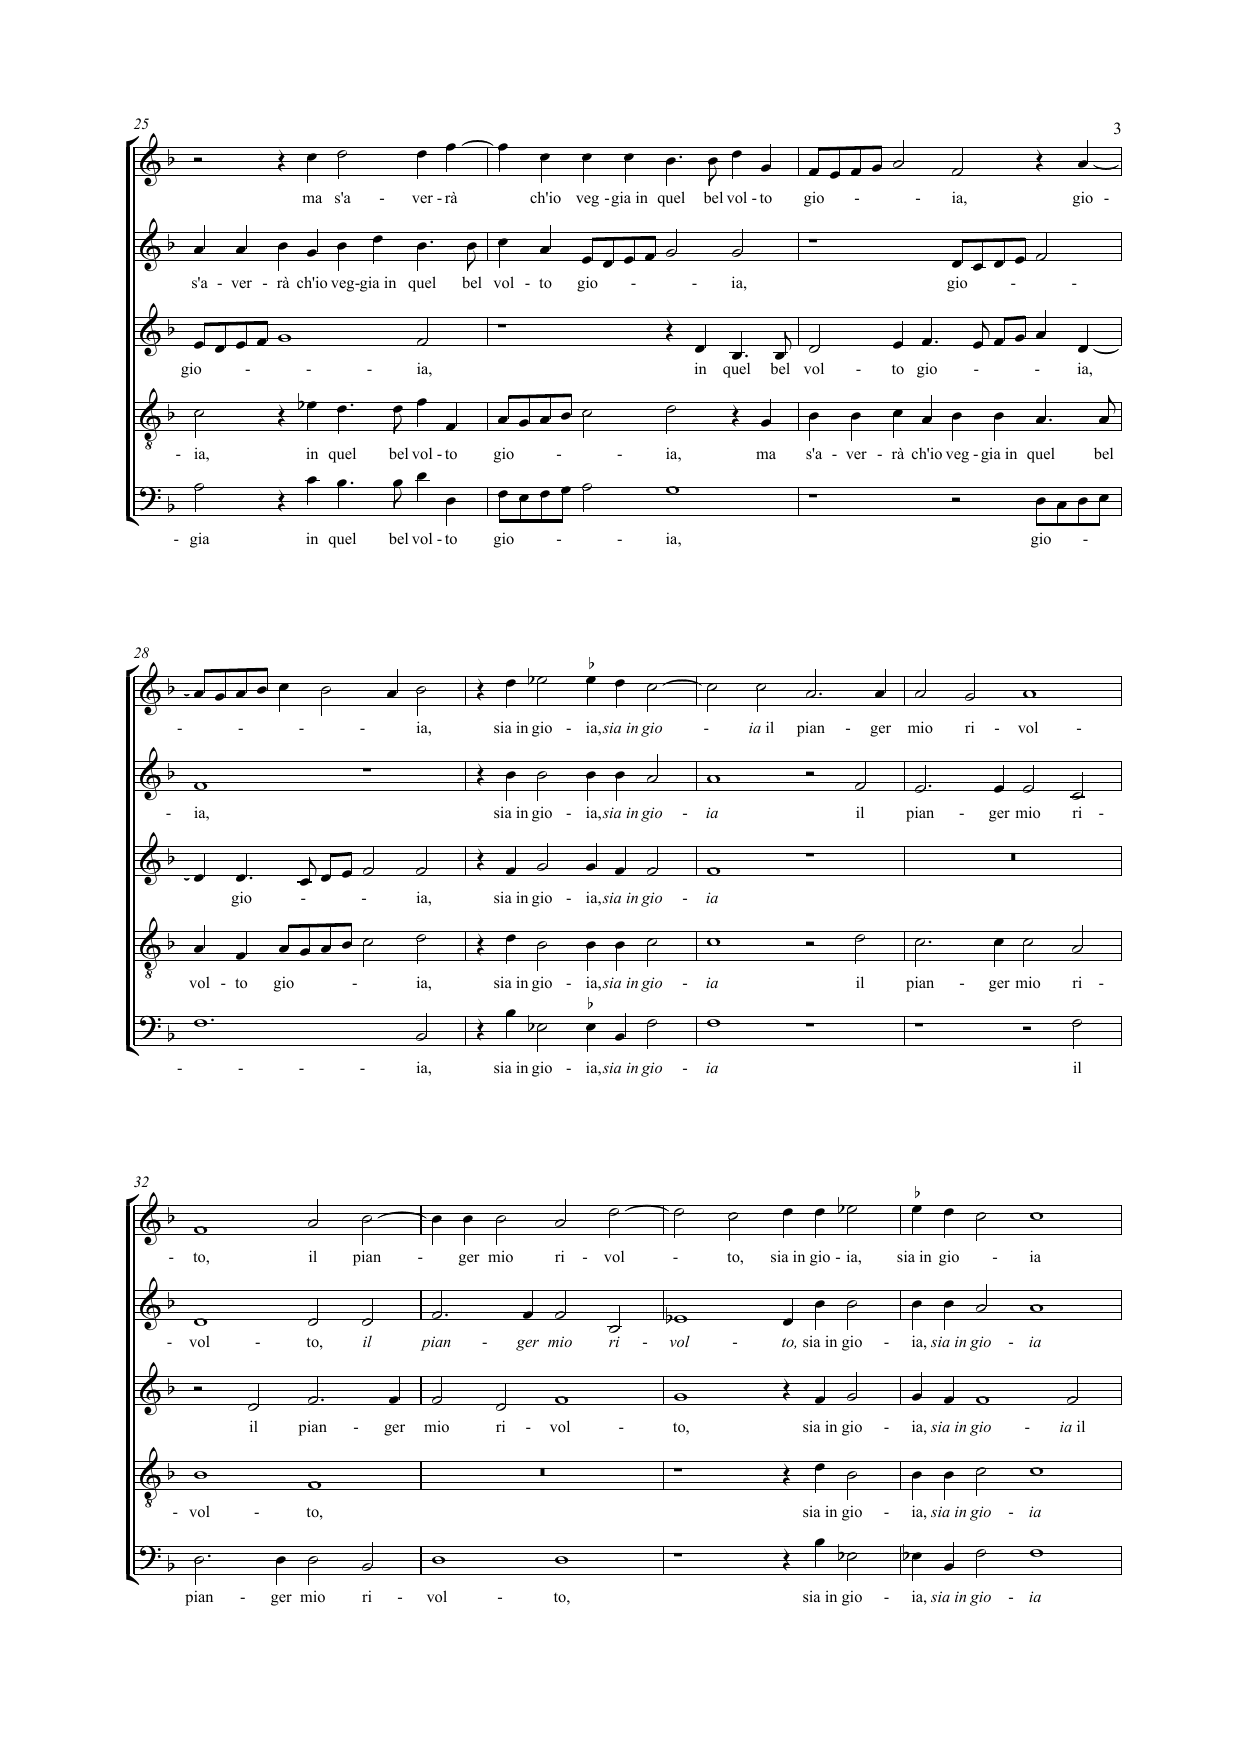 25
3
ma s'a - ver - rà ch'io veg - gia in quel bel vol - to gio - - - ia, gio -
s'a - ver - rà ch'io veg-gia in quel bel vol - to gio - - - ia, gio - - -
gio - - - - ia, in quel bel vol - to gio - - - ia,
- ia, in quel bel vol - to gio - - - ia, ma s'a - ver - rà ch'io veg - gia in quel bel
- gia in quel bel vol - to gio - - - ia, gio -
28
- - - - - ia, sia in gio - ia, sia in gio - ia il pian - ger mio ri - vol -
- ia, sia in gio - ia, sia in gio - ia il pian - ger mio ri -
gio - - - ia, sia in gio - ia, sia in gio - ia
vol - to gio - - ia, sia in gio - ia, sia in gio - ia il pian - ger mio ri -
- - - - ia, sia in gio - ia, sia in gio - ia il
32
- to, il pian - ger mio ri - vol - to, sia in gio - ia, sia in gio - ia
- vol - to, il pian - ger mio ri - vol - to, sia in gio - ia, sia in gio - ia
il pian - ger mio ri - vol - to, sia in gio - ia, sia in gio - ia il
- vol - to, sia in gio - ia, sia in gio - ia
pian - ger mio ri - vol - to, sia in gio - ia, sia in gio - ia